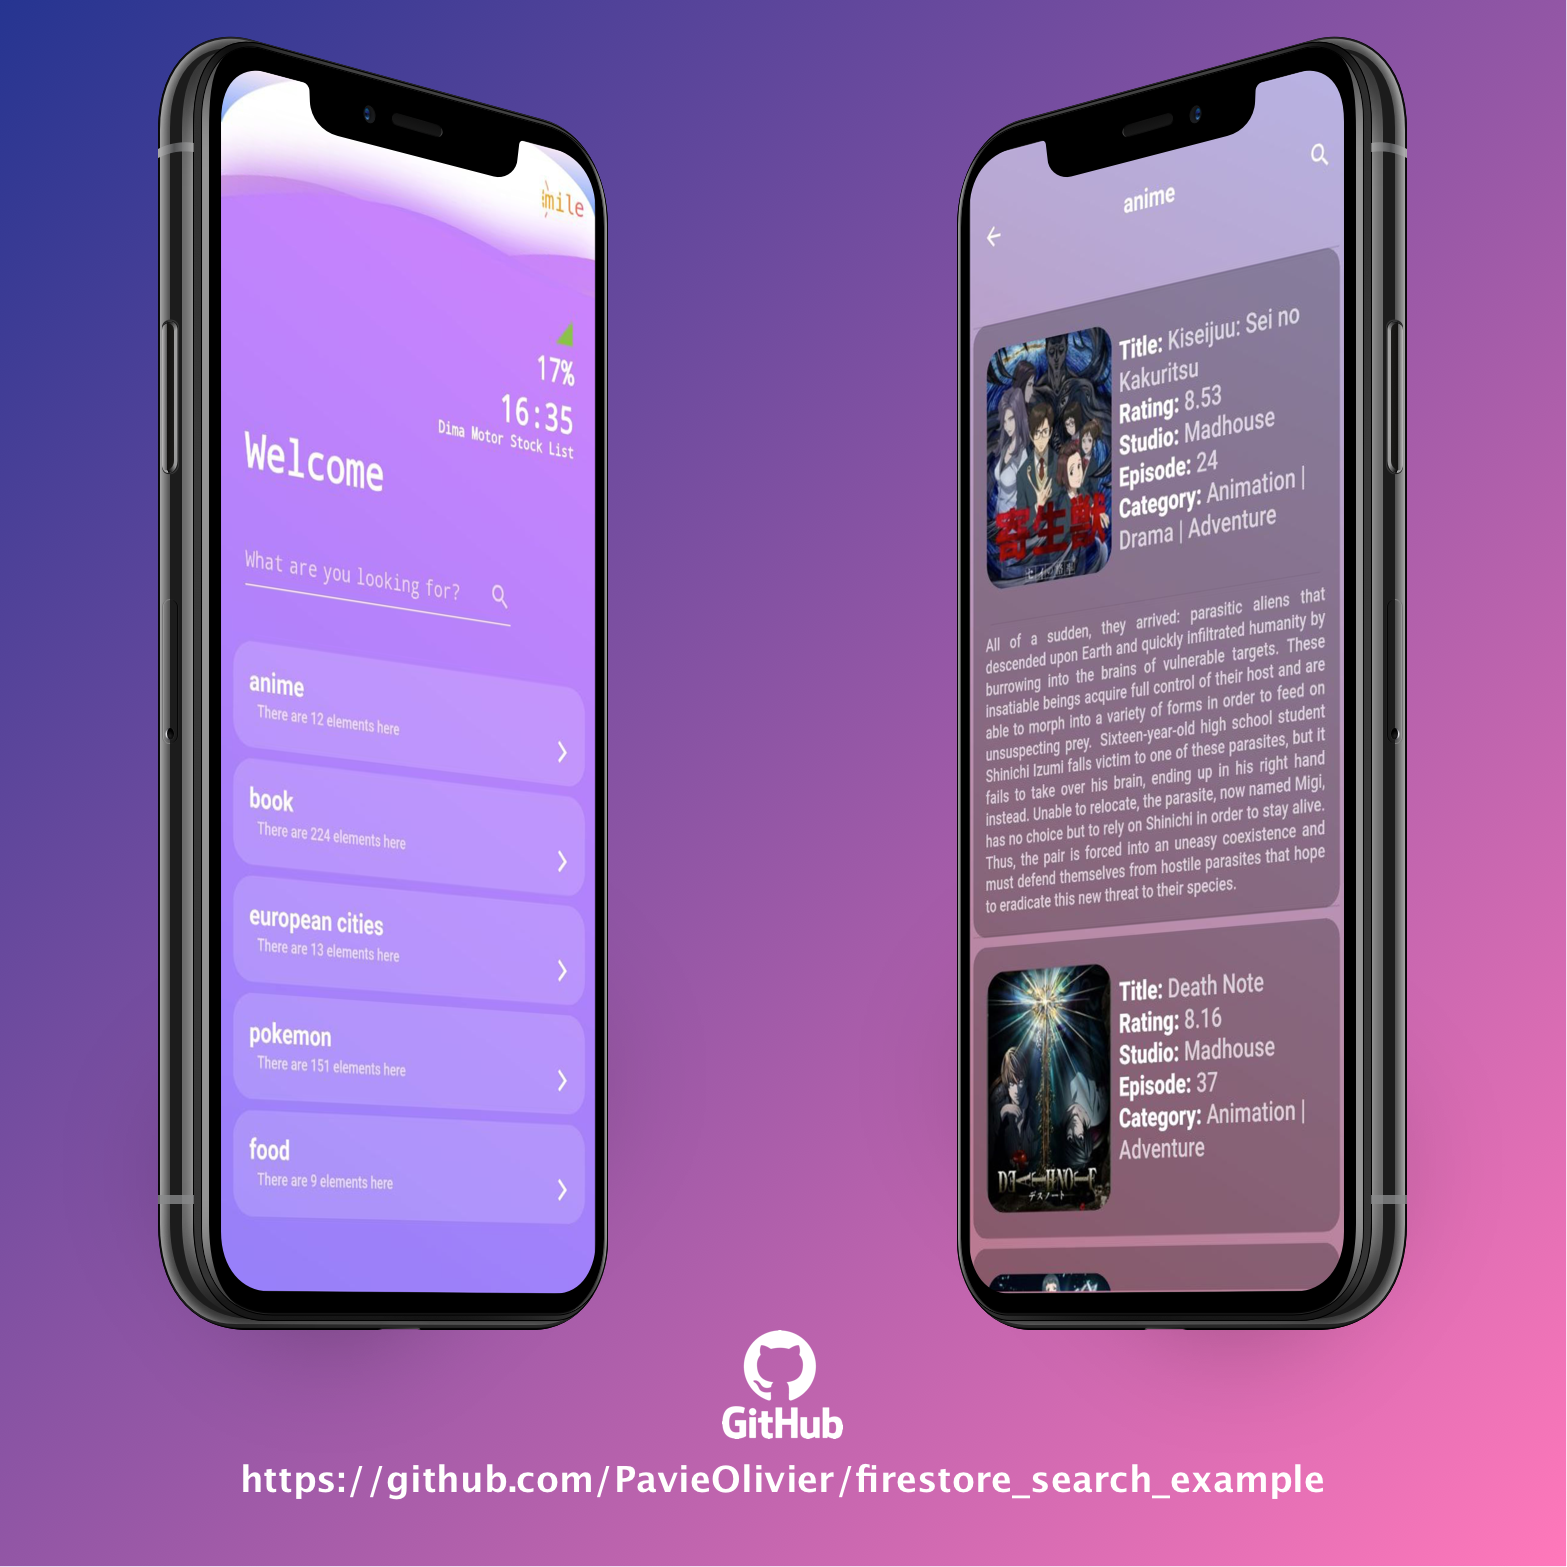 mile
17%
16:35
Dima Motor Stock List
Welcome
What are you looking for?
anime
There are 12 elements here
book
There are 224 elements here
european cities
There are 13 elements here
pokemon
There are 151 elements here
food
There are 9 elements here
anime
Title: Kiseijuu: Sei no
Kakuritsu
Rating: 8.53
Studio: Madhouse
Episode: 24
Category: Animation |
Drama | Adventure
寄生獣
All of a sudden, they arrived: parasitic aliens that
descended upon Earth and quickly infiltrated humanity by
burrowing into the brains of vulnerable targets. These
insatiable beings acquire full control of their host and are
able to morph into a variety of forms in order to feed on
unsuspecting prey. Sixteen-year-old high school student
Shinichi Izumi falls victim to one of these parasites, but it
fails to take over his brain, ending up in his right hand
instead. Unable to relocate, the parasite, now named Migi,
has no choice but to rely on Shinichi in order to stay alive.
Thus, the pair is forced into an uneasy coexistence and
must defend themselves from hostile parasites that hope
to eradicate this new threat to their species.
Title: Death Note
Rating: 8.16
Studio: Madhouse
Episode: 37
Category: Animation |
Adventure
DEATH NOTE
デスノート
GitHub
https://github.com/PavieOlivier/firestore_search_example